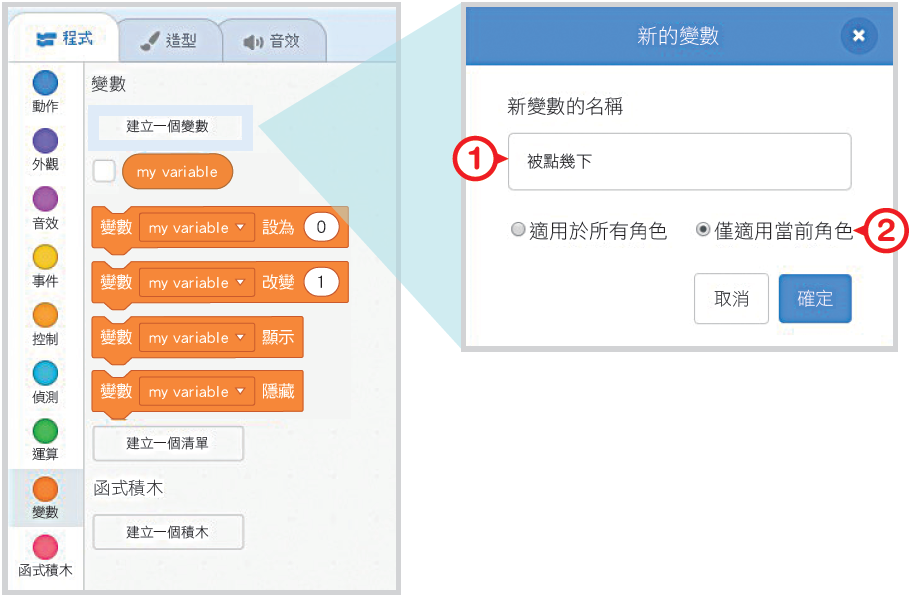 程式
造型
音效
動作
外觀
音效
事件
控制
偵測
運算
變數
函式積木
變數
建立一個變數
my variable
變數 my variable 設為 0
變數 my variable 改變 1
變數 my variable 顯示
變數 my variable 隱藏
建立一個清單
函式積木
建立一個積木
新的變數
新變數的名稱
1 被點幾下
適用於所有角色 僅適用當前角色 2
取消 確定